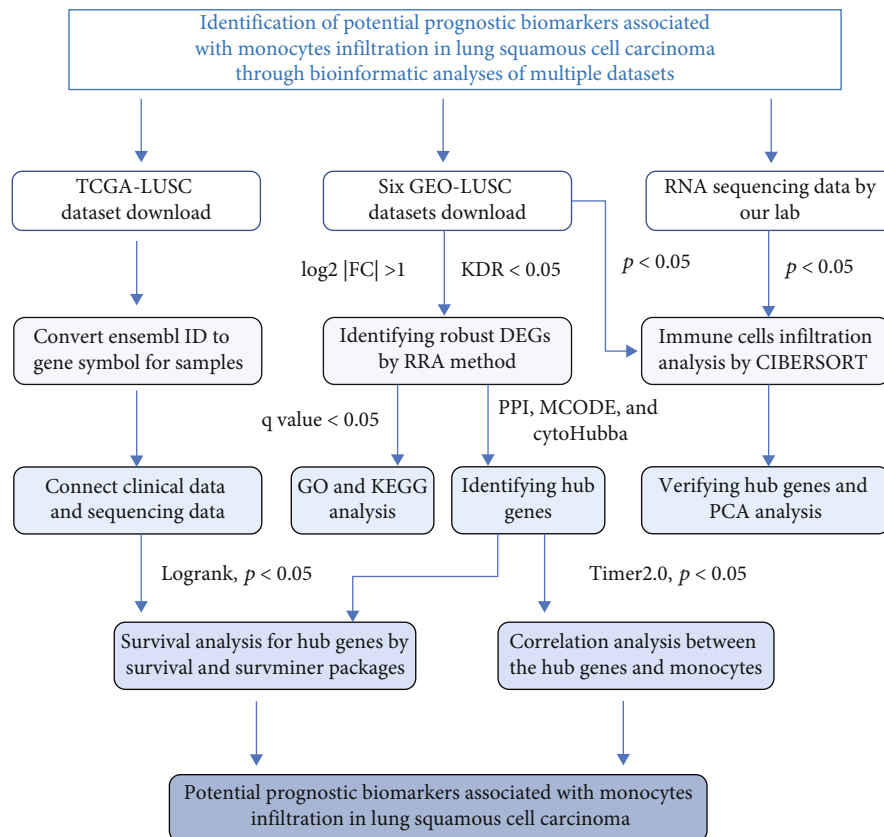 Identification of potential prognostic biomarkers associated
with monocytes infiltration in lung squamous cell carcinoma
through bioinformatic analyses of multiple datasets
TCGA-LUSC
dataset download
Six GEO-LUSC
datasets download
RNA sequencing data by
our lab
log2 |FC| >1
KDR < 0.05
p < 0.05
p < 0.05
Convert ensembl ID to
gene symbol for samples
Identifying robust DEGs
by RRA method
Immune cells infiltration
analysis by CIBERSORT
q value < 0.05
PPI, MCODE, and
cytoHubba
Connect clinical data
and sequencing data
GO and KEGG
analysis
Identifying hub
genes
Verifying hub genes and
PCA analysis
Logrank, p < 0.05
Timer2.0, p < 0.05
Survival analysis for hub genes by
survival and survminer packages
Correlation analysis between
the hub genes and monocytes
Potential prognostic biomarkers associated with monocytes
infiltration in lung squamous cell carcinoma